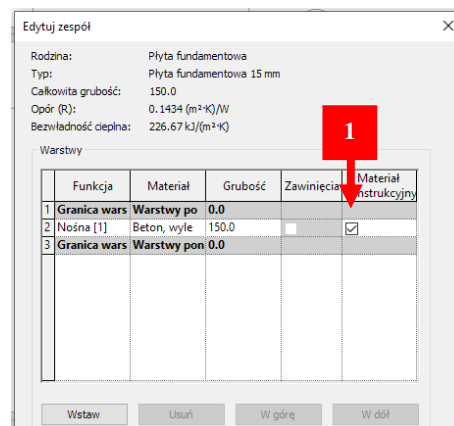 Edytuj zespół
Rodzina: Płyta fundamentowa
Typ: Płyta fundamentowa 15 mm
Całkowita grubość: 150.0
Opór (R): 0.1434 (m²·K)/W
Bezwładność cieplna: 226.67 kJ/(m²·K)
1
Warstwy
Funkcja Materiał Grubość Zawinięcia Materiał nstrukcyjny
1 Granica wars Warstwy po 0.0
2 Nośna [1] Beton, wyle 150.0
3 Granica wars Warstwy pon 0.0
Wstaw Usuń W górę W dół